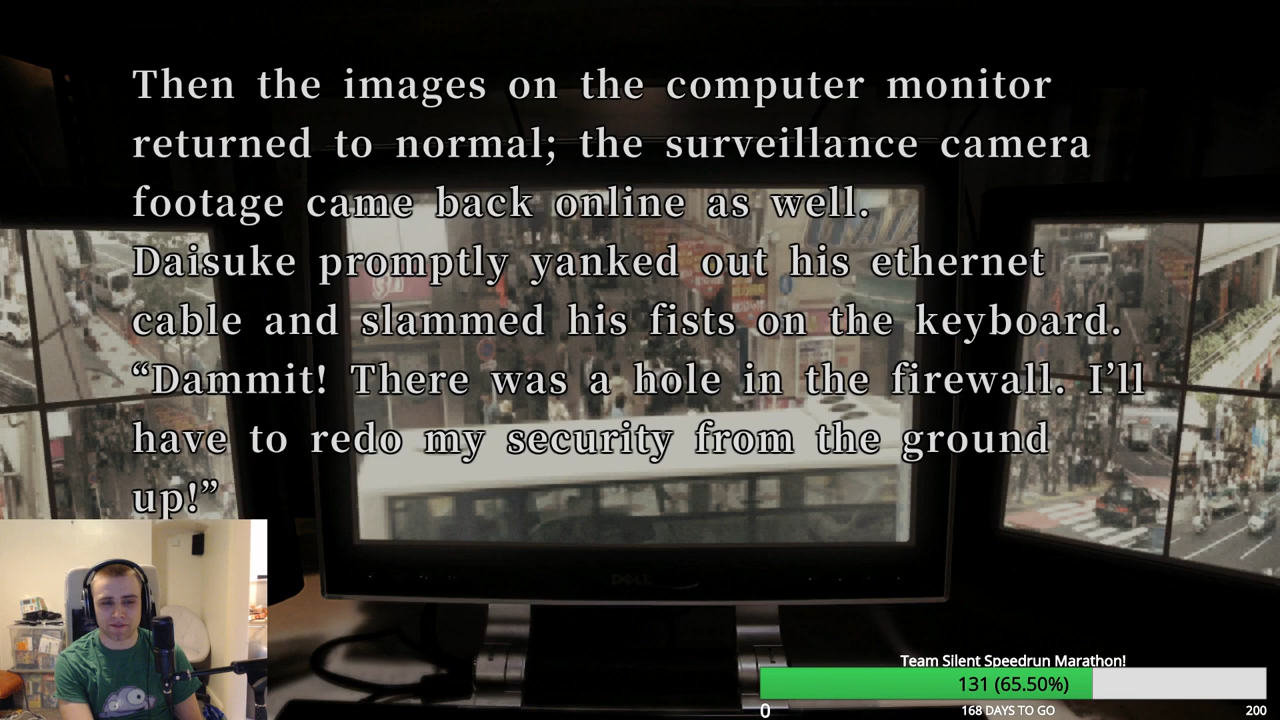 Then the images on the computer monitor
returned to normal; the surveillance camera
footage came back online as well.
Daisuke promptly yanked out his ethernet
cable and slammed his fists on the keyboard.
“Dammit! There was a hole in the firewall. I’ll
have to redo my security from the ground
up!”
DELL
Team Silent Speedrun Marathon!
131 (65.50%)
0 168 DAYS TO GO 200